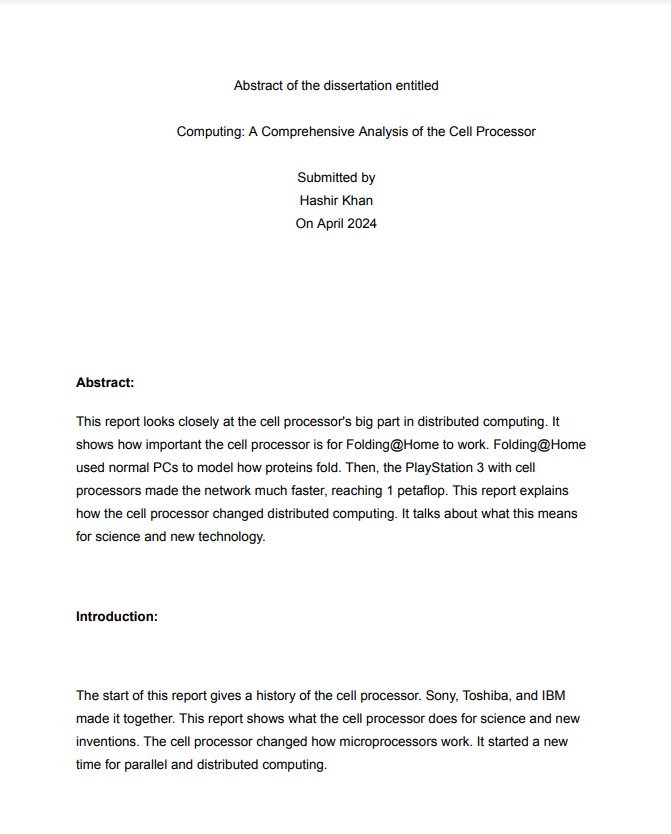 Abstract of the dissertation entitled
Computing: A Comprehensive Analysis of the Cell Processor
Submitted by
Hashir Khan
On April 2024
Abstract:
This report looks closely at the cell processor's big part in distributed computing. It
shows how important the cell processor is for Folding@Home to work. Folding@Home
used normal PCs to model how proteins fold. Then, the PlayStation 3 with cell
processors made the network much faster, reaching 1 petaflop. This report explains
how the cell processor changed distributed computing. It talks about what this means
for science and new technology.
Introduction:
The start of this report gives a history of the cell processor. Sony, Toshiba, and IBM
made it together. This report shows what the cell processor does for science and new
inventions. The cell processor changed how microprocessors work. It started a new
time for parallel and distributed computing.